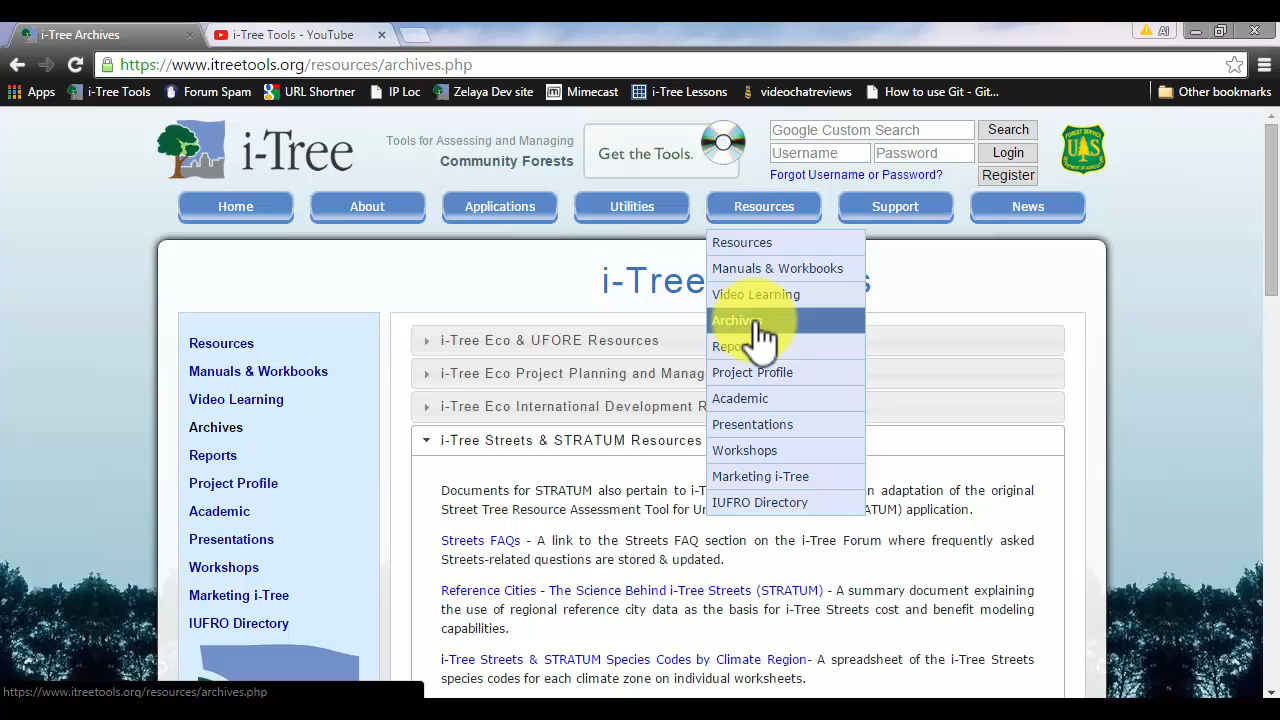 i-Tree Archives
i-Tree Tools - YouTube
AI
https://www.itreetools.org/resources/archives.php
Apps
i-Tree Tools
Forum Spam
URL Shortner
IP Loc
Zelaya Dev site
Mimecast
i-Tree Lessons
videochatreviews
How to use Git - Git...
Other bookmarks
i-Tree
Tools for Assessing and Managing
Community Forests
Get the Tools.
Google Custom Search
Search
Username
Password
Login
Forgot Username or Password?
Register
FOREST SERVICE
UAS
Home
About
Applications
Utilities
Resources
Support
News
Resources
Manuals & Workbooks
Video Learning
Archives
Project Profile
Academic
Presentations
Workshops
Marketing i-Tree
IUFRO Directory
i-Tree
Resources
Manuals & Workbooks
Video Learning
Archives
Reports
Project Profile
Academic
Presentations
Workshops
Marketing i-Tree
IUFRO Directory
i-Tree Eco & UFORE Resources
i-Tree Eco Project Planning and Manag
i-Tree Eco International Development R
i-Tree Streets & STRATUM Resources
Documents for STRATUM also pertain to i-T n adaptation of the original
Street Tree Resource Assessment Tool for Ur ATUM) application.
Streets FAQs - A link to the Streets FAQ section on the i-Tree Forum where frequently asked
Streets-related questions are stored & updated.
Reference Cities - The Science Behind i-Tree Streets (STRATUM) - A summary document explaining
the use of regional reference city data as the basis for i-Tree Streets cost and benefit modeling
capabilities.
i-Tree Streets & STRATUM Species Codes by Climate Region- A spreadsheet of the i-Tree Streets
species codes for each climate zone on individual worksheets.
https://www.itreetools.org/resources/archives.php